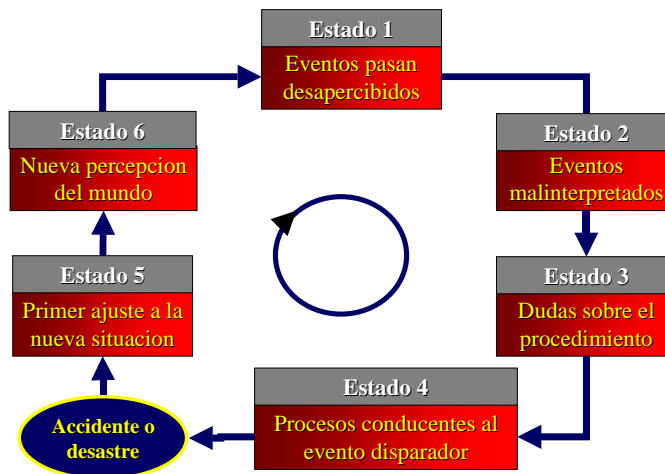 Estado 1
Eventos pasan
desapercibidos
Estado 2
Eventos
malinterpretados
Estado 3
Dudas sobre el
procedimiento
Estado 4
Procesos conducentes al
evento disparador
Accidente o
desastre
Estado 5
Primer ajuste a la
nueva situacion
Estado 6
Nueva percepcion
del mundo